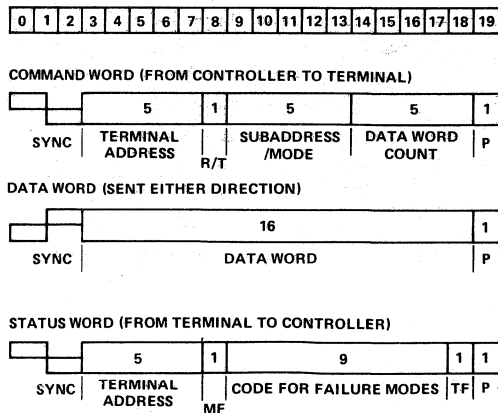 0 1 2 3 4 5 6 7 8 9 10 11 12 13 14 15 16 17 18 19
COMMAND WORD (FROM CONTROLLER TO TERMINAL)
5 1 5 5 1
SYNC TERMINAL ADDRESS R/T SUBADDRESS /MODE DATA WORD COUNT P
DATA WORD (SENT EITHER DIRECTION)
16 1
SYNC DATA WORD P
STATUS WORD (FROM TERMINAL TO CONTROLLER)
5 1 9 1 1
SYNC TERMINAL ADDRESS ME CODE FOR FAILURE MODES TF P